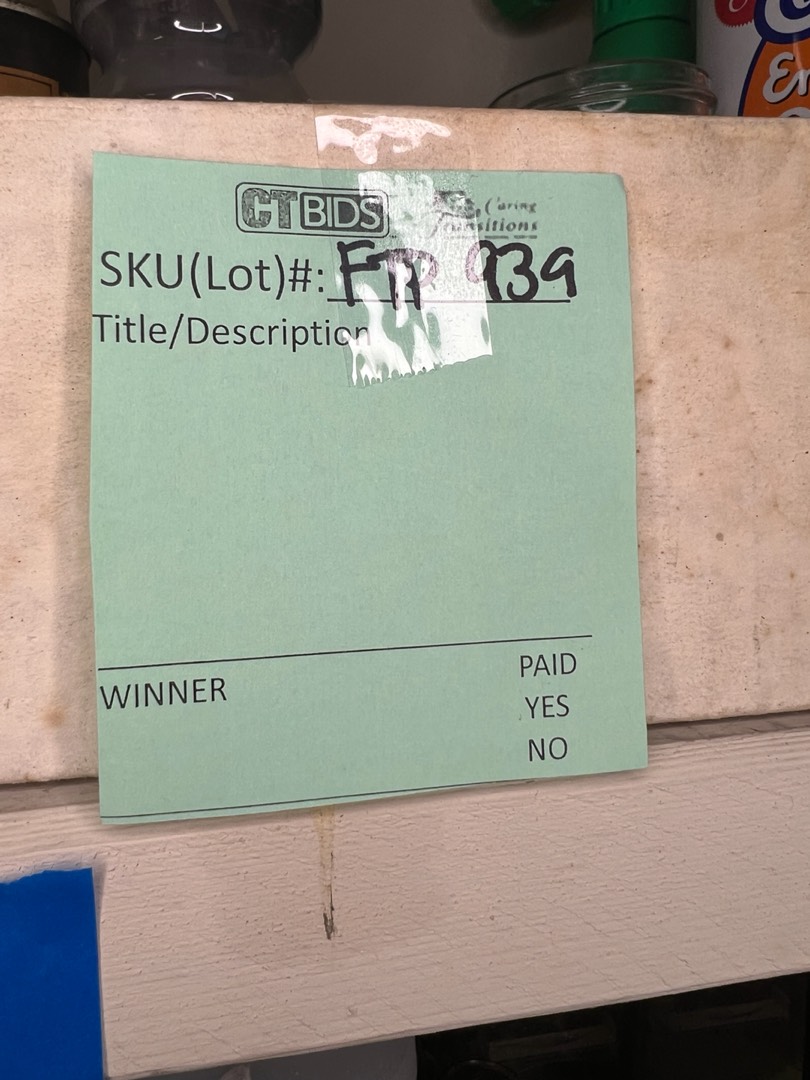 CTBIDS Caring
Transitions
SKU(Lot)#: FTP 939
Title/Description
WINNER PAID
YES
NO